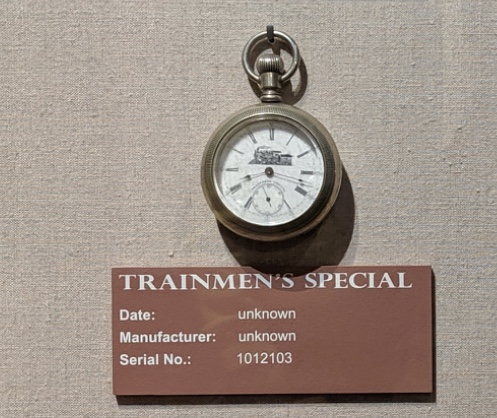 TRAINMEN'S SPECIAL
Date: unknown
Manufacturer: unknown
Serial No.: 1012103